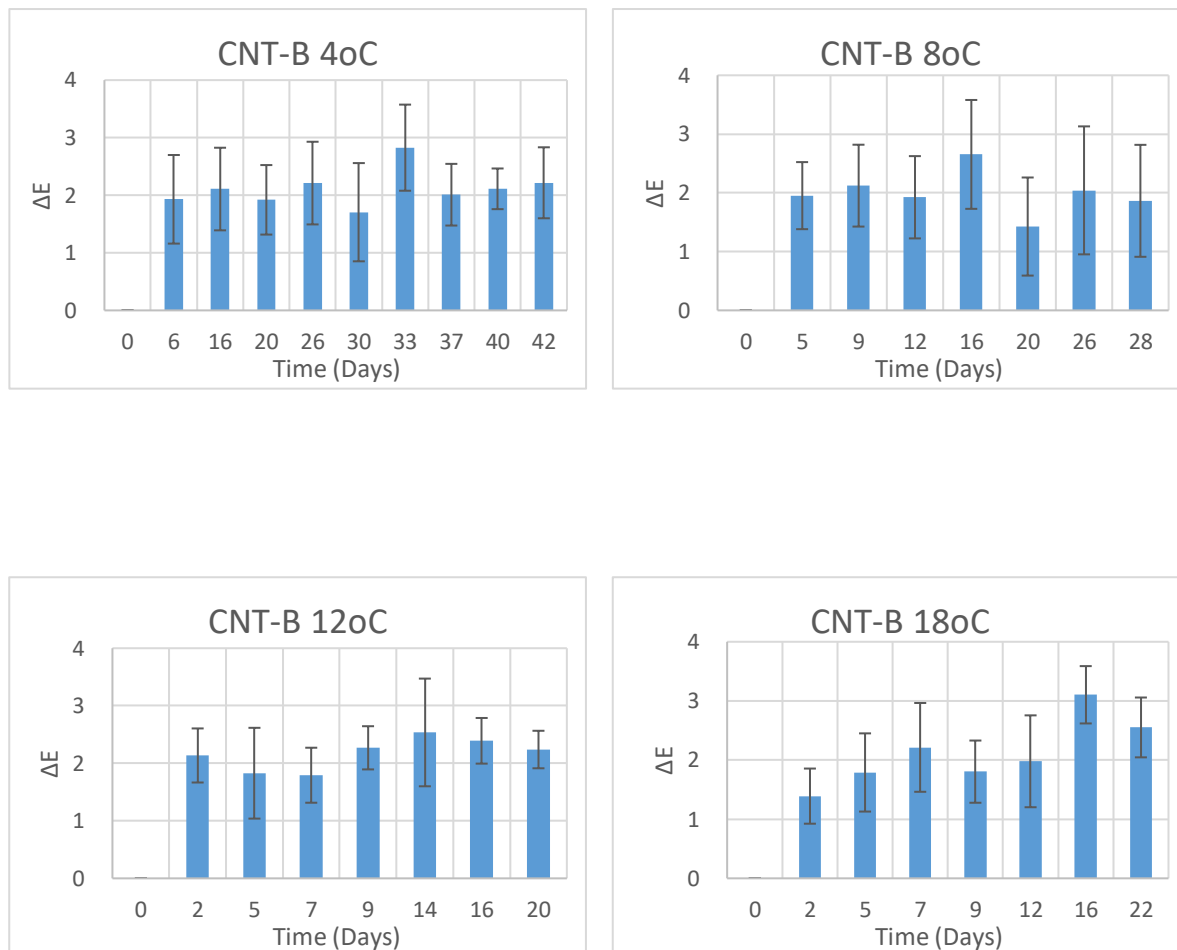 CNT-B 4oC
4
3
2
1
0
ΔE
0 6 16 20 26 30 33 37 40 42
Time (Days)
CNT-B 8oC
4
3
2
1
0
ΔE
0 5 9 12 16 20 26 28
Time (Days)
CNT-B 12oC
4
3
2
1
0
ΔE
0 2 5 7 9 14 16 20
Time (Days)
CNT-B 18oC
4
3
2
1
0
ΔE
0 2 5 7 9 12 16 22
Time (Days)